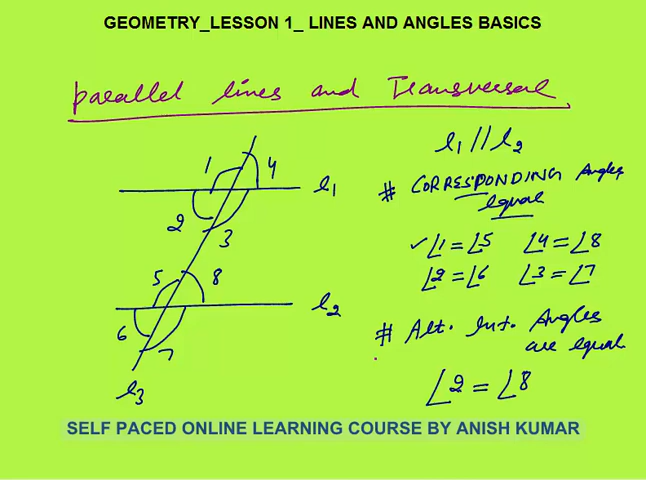 GEOMETRY_LESSON 1_ LINES AND ANGLES BASICS
parallel lines and Transversal
l1 // l2
1 4
l1
2
3
# CORRESPONDING Angles
equal
✓∠1 = ∠5 ∠4 = ∠8
∠2 = ∠6 ∠3 = ∠7
5 8
l2
6
7
l3
# Alt. Int. Angles
are equal
∠2 = ∠8
SELF PACED ONLINE LEARNING COURSE BY ANISH KUMAR